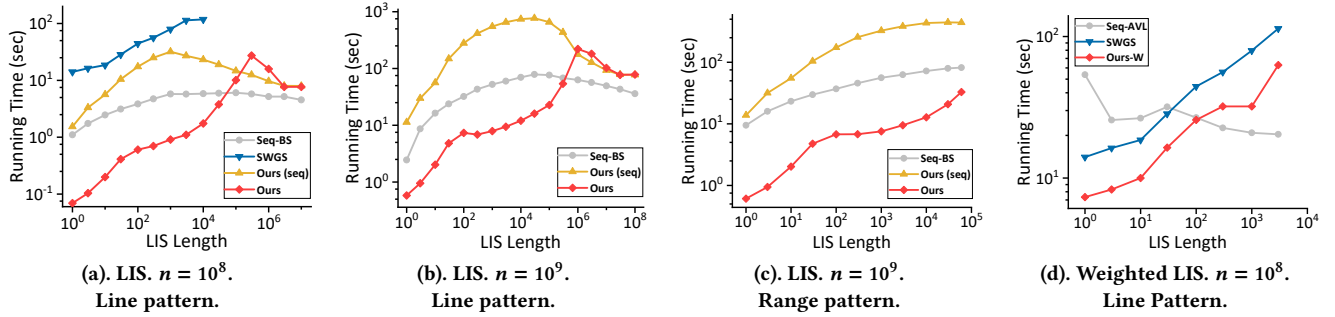 Running Time (sec)
10^2
10^1
10^0
10^-1
Seq-BS
SWGS
Ours (seq)
Ours
10^0
10^2
10^4
10^6
LIS Length
(a). LIS. n = 10^8.
Line pattern.
Running Time (sec)
10^3
10^2
10^1
10^0
Seq-BS
Ours (seq)
Ours
10^0
10^2
10^4
10^6
10^8
LIS Length
(b). LIS. n = 10^9.
Line pattern.
Running Time (sec)
10^2
10^1
10^0
Seq-BS
Ours (seq)
Ours
10^0
10^1
10^2
10^3
10^4
10^5
LIS Length
(c). LIS. n = 10^9.
Range pattern.
Running Time (sec)
10^2
10^1
Seq-AVL
SWGS
Ours-W
10^0
10^1
10^2
10^3
10^4
LIS Length
(d). Weighted LIS. n = 10^8.
Line Pattern.